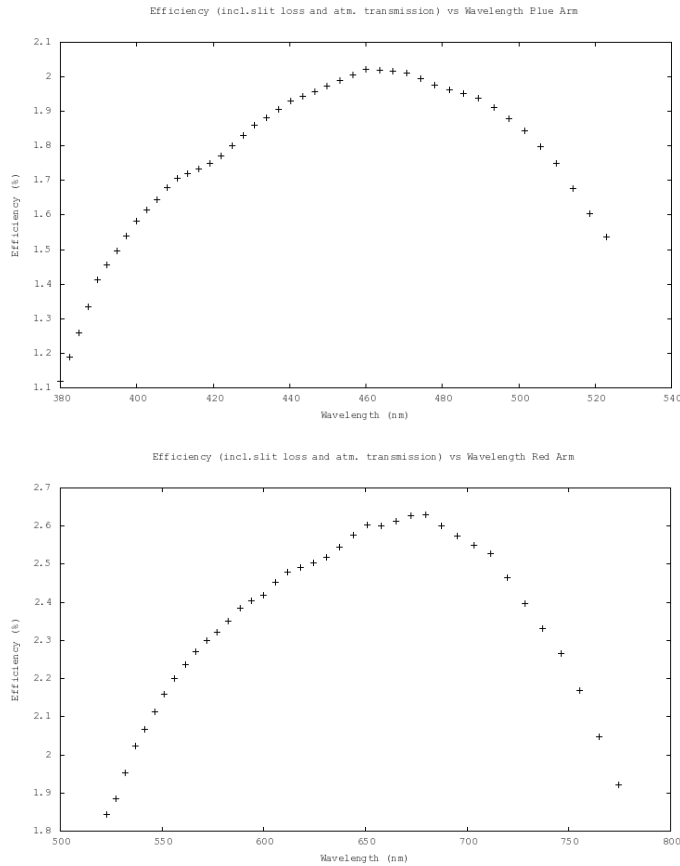 Efficiency (incl.slit loss and atm. transmission) vs Wavelength Blue Arm
2.1
2
1.9
1.8
1.7
1.6
1.5
1.4
1.3
1.2
1.1
Efficiency (%)
380 400 420 440 460 480 500 520 540
Wavelength (nm)
Efficiency (incl.slit loss and atm. transmission) vs Wavelength Red Arm
2.7
2.6
2.5
2.4
2.3
2.2
2.1
2
1.9
1.8
Efficiency (%)
500 550 600 650 700 750 800
Wavelength (nm)